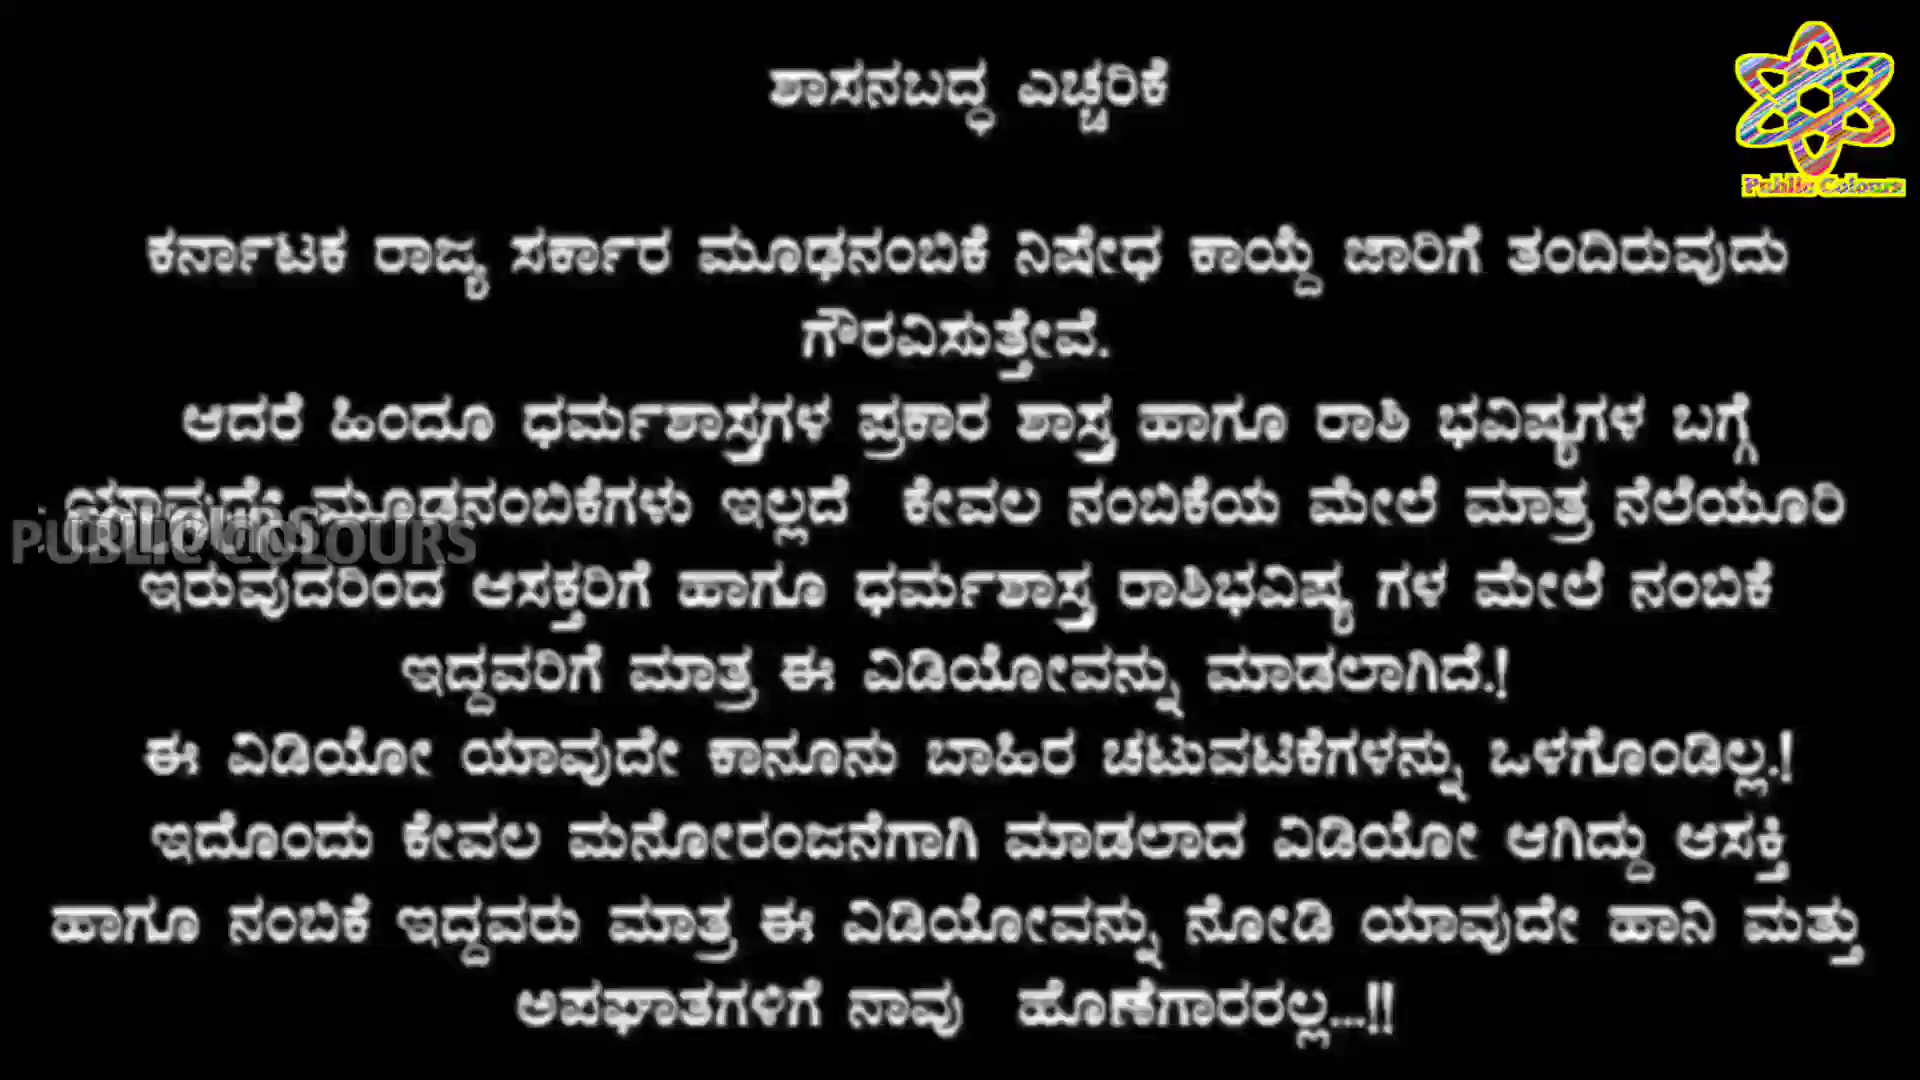 ಶಾಸನಬದ್ಧ ಎಚ್ಚರಿಕೆ
Public Colours
ಕರ್ನಾಟಕ ರಾಜ್ಯ ಸರ್ಕಾರ ಮೂಢನಂಬಿಕೆ ನಿಷೇಧ ಕಾಯ್ದೆ ಜಾರಿಗೆ ತಂದಿರುವುದು
ಗೌರವಿಸುತ್ತೇವೆ.
ಆದರೆ ಹಿಂದೂ ಧರ್ಮಶಾಸ್ತ್ರಗಳ ಪ್ರಕಾರ ಶಾಸ್ತ್ರ ಹಾಗೂ ರಾಶಿ ಭವಿಷ್ಯಗಳ ಬಗ್ಗೆ
ಯಾವುದೇ ಮೂಢನಂಬಿಕೆಗಳು ಇಲ್ಲದೆ ಕೇವಲ ನಂಬಿಕೆಯ ಮೇಲೆ ಮಾತ್ರ ನೆಲೆಯೂರಿ
PUBLIC COLOURS
ಇರುವುದರಿಂದ ಆಸಕ್ತರಿಗೆ ಹಾಗೂ ಧರ್ಮಶಾಸ್ತ್ರ ರಾಶಿಭವಿಷ್ಯ ಗಳ ಮೇಲೆ ನಂಬಿಕೆ
ಇದ್ದವರಿಗೆ ಮಾತ್ರ ಈ ವಿಡಿಯೋವನ್ನು ಮಾಡಲಾಗಿದೆ.!
ಈ ವಿಡಿಯೋ ಯಾವುದೇ ಕಾನೂನು ಬಾಹಿರ ಚಟುವಟಿಕೆಗಳನ್ನು ಒಳಗೊಂಡಿಲ್ಲ.!
ಇದೊಂದು ಕೇವಲ ಮನೋರಂಜನೆಗಾಗಿ ಮಾಡಲಾದ ವಿಡಿಯೋ ಆಗಿದ್ದು ಆಸಕ್ತಿ
ಹಾಗೂ ನಂಬಿಕೆ ಇದ್ದವರು ಮಾತ್ರ ಈ ವಿಡಿಯೋವನ್ನು ನೋಡಿ ಯಾವುದೇ ಹಾನಿ ಮತ್ತು
ಅಪಘಾತಗಳಿಗೆ ನಾವು ಹೊಣೆಗಾರರಲ್ಲ...!!